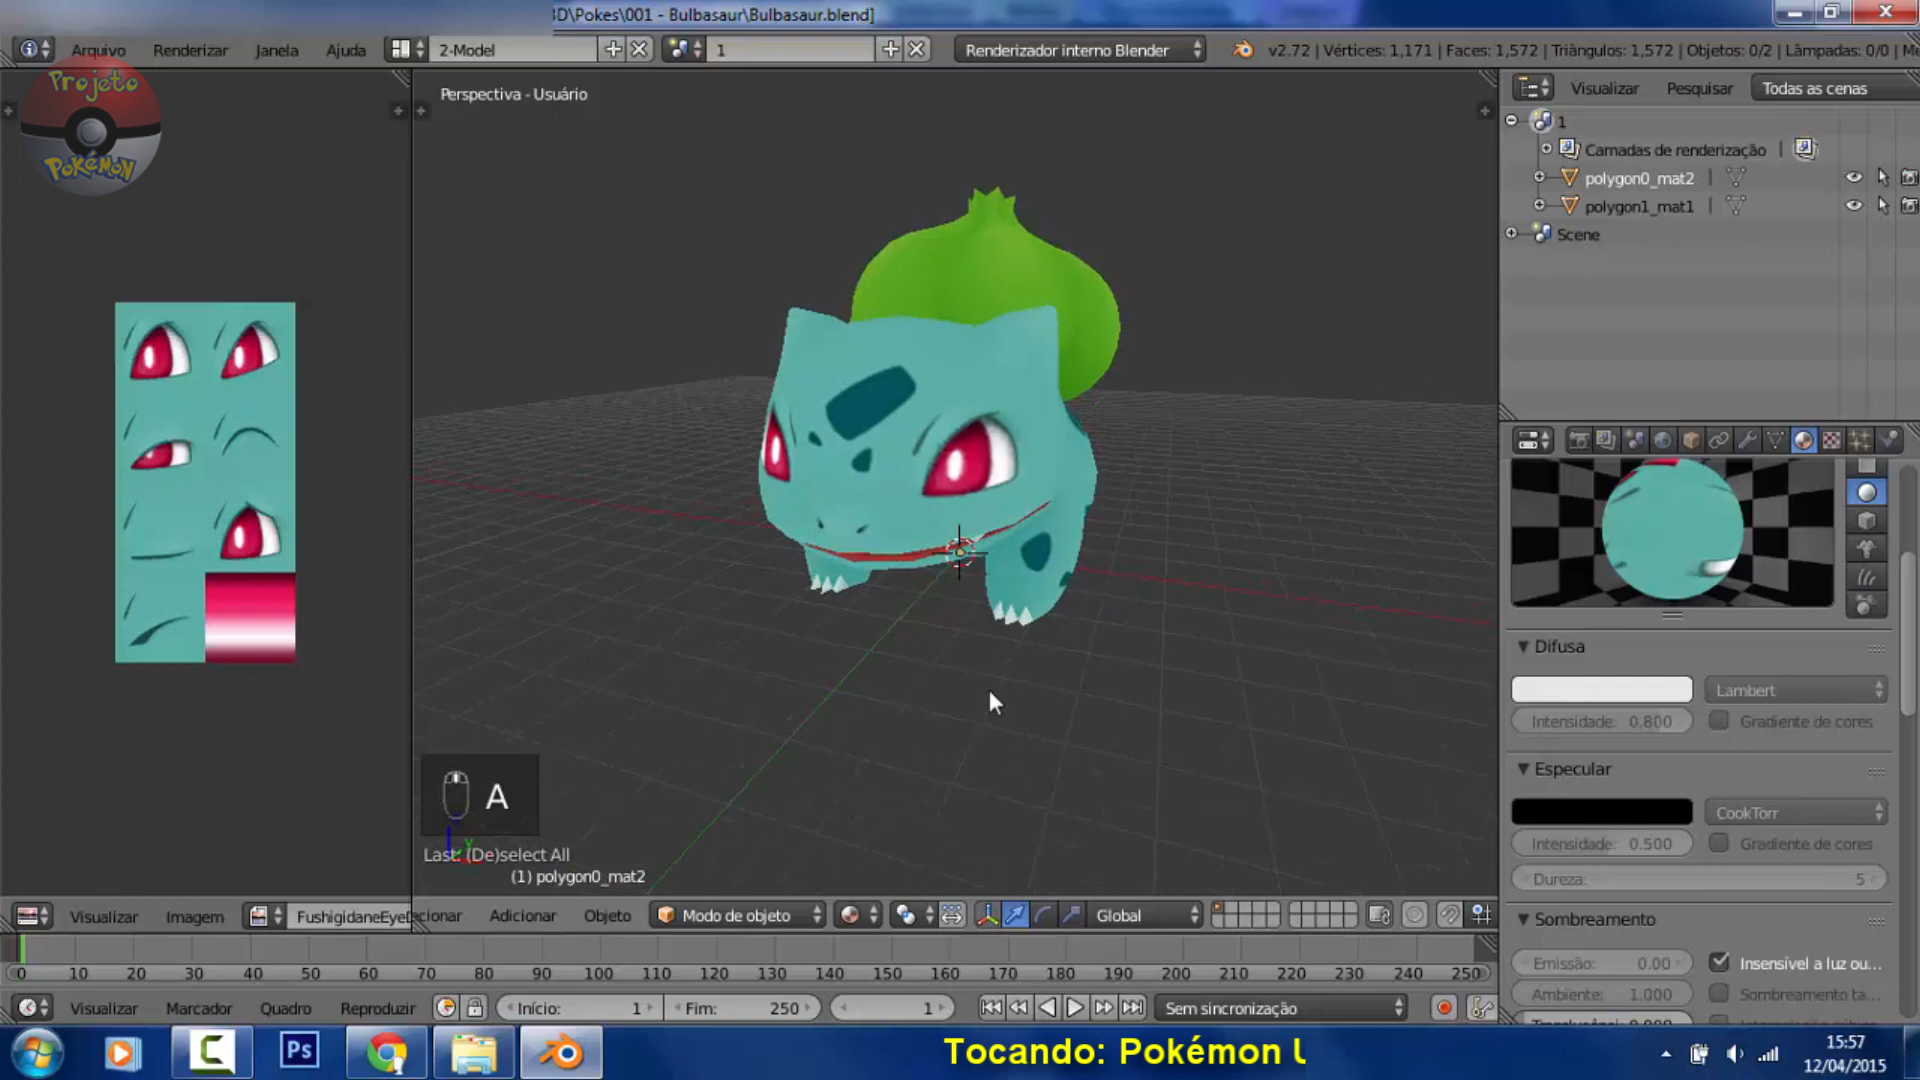 3D\Pokes\001 - Bulbasaur\Bulbasaur.blend]
Arquivo Renderizar Janela Ajuda 2-Model 1 Renderizador interno Blender v2.72 | Vértices: 1,171 | Faces: 1,572 | Triângulos: 1,572 | Objetos: 0/2 | Lâmpadas: 0/0 | Me
Projeto
POKÉMON
Perspectiva - Usuário
Visualizar Pesquisar Todas as cenas
1
Camadas de renderização
polygon0_mat2
polygon1_mat1
Scene
Difusa
Lambert
Intensidade: 0.800 Gradiente de cores
Especular
CookTorr
Intensidade: 0.500 Gradiente de cores
Dureza: 5
Sombreamento
Emissão: 0.00 Insensível a luz ou...
Ambiente: 1.000 Sombreamento ta...
A
Last: (De)select All
(1) polygon0_mat2
Visualizar Imagem FushigidaneEyeD cionar Adicionar Objeto Modo de objeto Global
0 10 20 30 40 50 60 70 80 90 100 110 120 130 140 150 160 170 180 190 200 210 220 230 240 250
Visualizar Marcador Quadro Reproduzir Início: 1 Fim: 250 1 Sem sincronização
Ps
Tocando: Pokémon U
15:57
12/04/2015